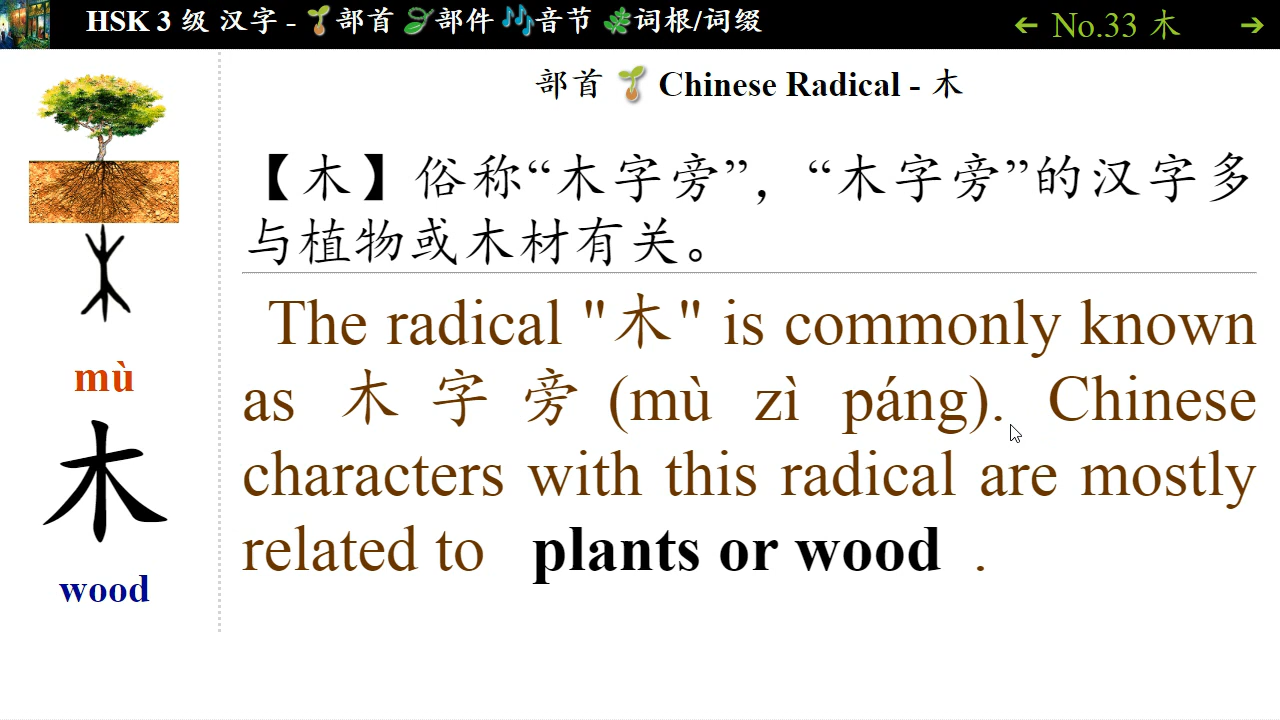 HSK 3 级 汉字 - 部首 部件 音节 词根/词缀
← No.33 木 →
部首 Chinese Radical - 木
【木】俗称“木字旁”，“木字旁”的汉字多
与植物或木材有关。
The radical "木" is commonly known
as 木字旁(mù zì páng). Chinese
characters with this radical are mostly
related to plants or wood .
mù
木
wood